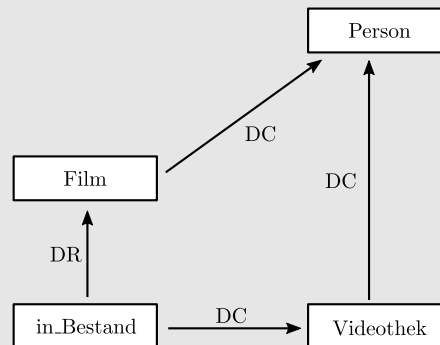 Person
DC
Film
DC
DR
in_Bestand
DC
Videothek